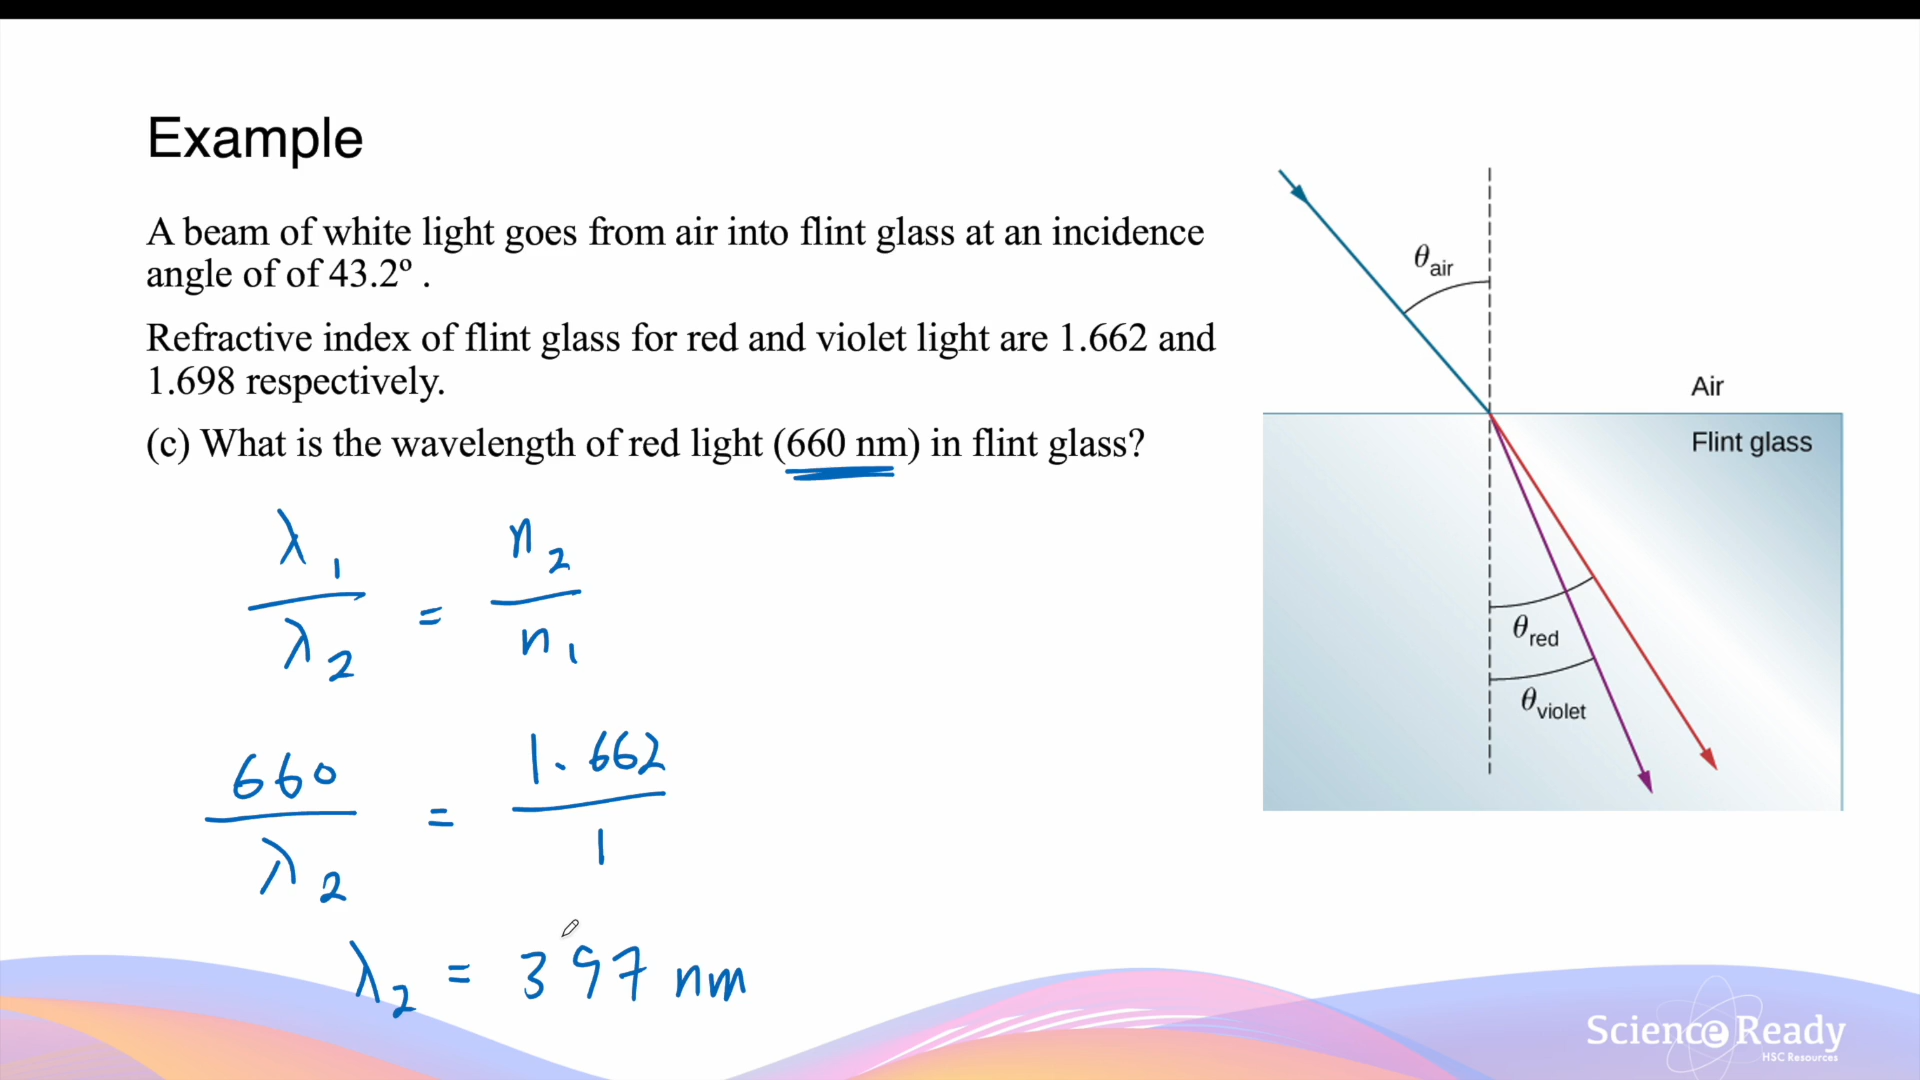 Example
A beam of white light goes from air into flint glass at an incidence
angle of of 43.2º .
Refractive index of flint glass for red and violet light are 1.662 and
1.698 respectively.
(c) What is the wavelength of red light (660 nm) in flint glass?
λ1/λ2 = n2/n1
660/λ2 = 1.662/1
λ2 = 397 nm
θair
Air
Flint glass
θred
θviolet
Science Ready
HSC Resources